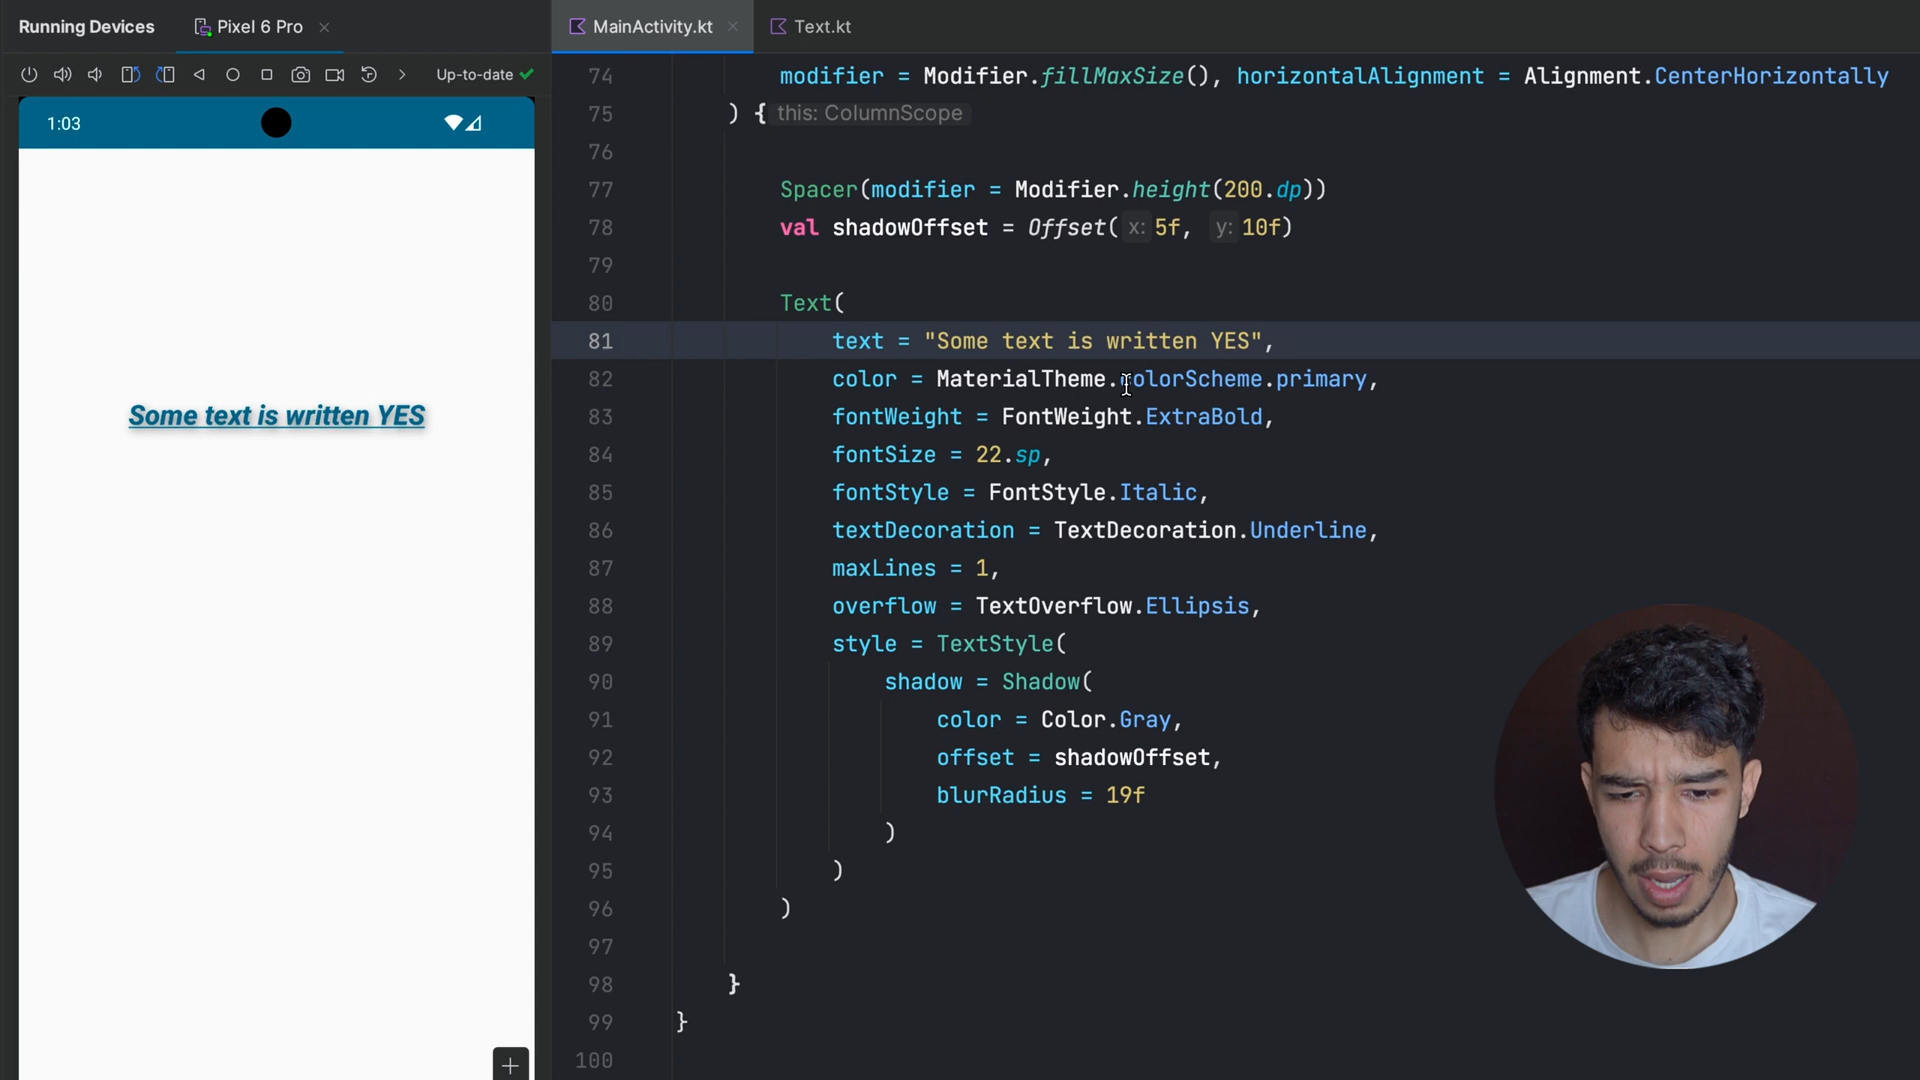 Running Devices
Pixel 6 Pro
MainActivity.kt
Text.kt
Up-to-date
1:03
Some text is written YES
74 modifier = Modifier.fillMaxSize(), horizontalAlignment = Alignment.CenterHorizontally
75 ) { this: ColumnScope
76
77 Spacer(modifier = Modifier.height(200.dp))
78 val shadowOffset = Offset( x: 5f, y: 10f)
79
80 Text(
81 text = "Some text is written YES",
82 color = MaterialTheme.colorScheme.primary,
83 fontWeight = FontWeight.ExtraBold,
84 fontSize = 22.sp,
85 fontStyle = FontStyle.Italic,
86 textDecoration = TextDecoration.Underline,
87 maxLines = 1,
88 overflow = TextOverflow.Ellipsis,
89 style = TextStyle(
90 shadow = Shadow(
91 color = Color.Gray,
92 offset = shadowOffset,
93 blurRadius = 19f
94 )
95 )
96 )
97
98 }
99 }
100